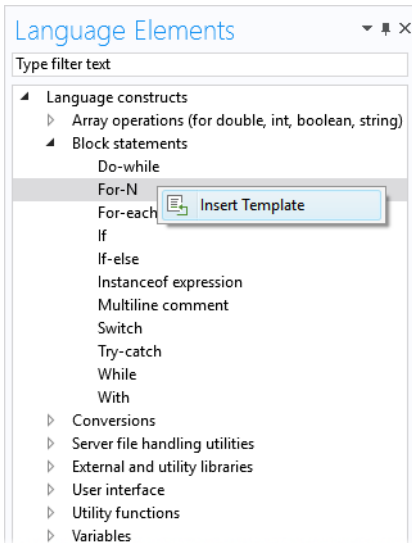 Language Elements
Type filter text
Language constructs
Array operations (for double, int, boolean, string)
Block statements
Do-while
For-N
Insert Template
For-each
If
If-else
Instanceof expression
Multiline comment
Switch
Try-catch
While
With
Conversions
Server file handling utilities
External and utility libraries
User interface
Utility functions
Variables